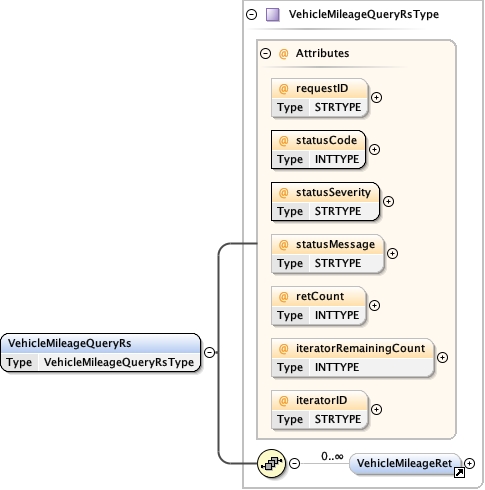 VehicleMileageQueryRsType
@ Attributes
@ requestID
Type STRTYPE
@ statusCode
Type INTTYPE
@ statusSeverity
Type STRTYPE
@ statusMessage
Type STRTYPE
@ retCount
Type INTTYPE
VehicleMileageQueryRs
Type VehicleMileageQueryRsType
@ iteratorRemainingCount
Type INTTYPE
@ iteratorID
Type STRTYPE
0..∞
VehicleMileageRet